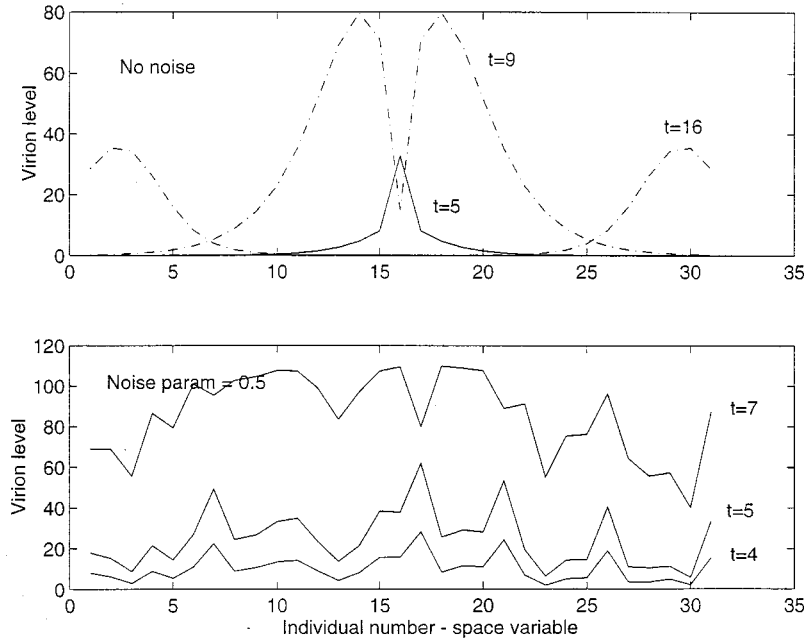 80
60
40
20
0
Virion level
No noise
t=9
t=16
t=5
0 5 10 15 20 25 30 35
120
100
80
60
40
20
0
Virion level
Noise param = 0.5
t=7
t=5
t=4
0 5 10 15 20 25 30 35
Individual number - space variable